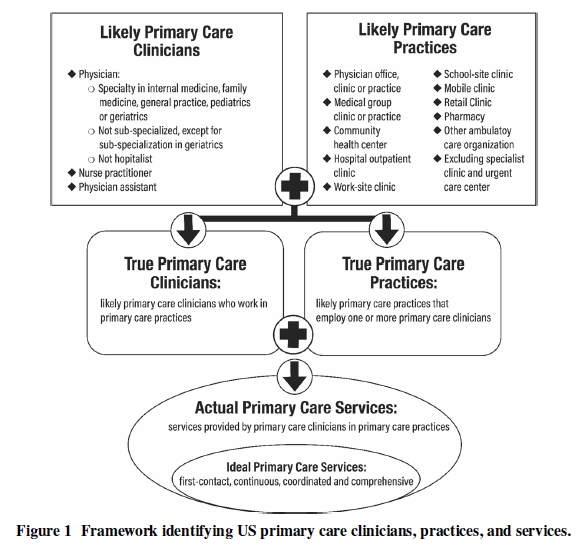 Likely Primary Care
Clinicians
◆ Physician:
❍ Specialty in internal medicine, family
medicine, general practice, pediatrics
or geriatrics
❍ Not sub-specialized, except for
sub-specialization in geriatrics
❍ Not hopitalist
◆ Nurse practitioner
◆ Physician assistant
Likely Primary Care
Practices
◆ Physician office,
clinic or practice
◆ Medical group
clinic or practice
◆ Community
health center
◆ Hospital outpatient
clinic
◆ Work-site clinic
◆ School-site clinic
◆ Mobile clinic
◆ Retail Clinic
◆ Pharmacy
◆ Other ambulatoy
care organization
◆ Excluding specialist
clinic and urgent
care center
True Primary Care
Clinicians:
likely primary care clinicians who work in
primary care practices
True Primary Care
Practices:
likely primary care practices that
employ one or more primary care clinicians
Actual Primary Care Services:
services provided by primary care clinicians in primary care practices
Ideal Primary Care Services:
first-contact, continuous, coordinated and comprehensive
Figure 1 Framework identifying US primary care clinicians, practices, and services.